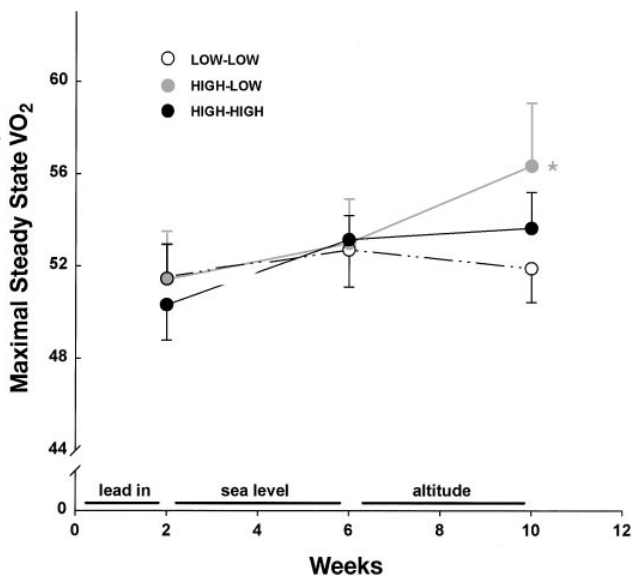 Maximal Steady State VO₂
LOW-LOW
HIGH-LOW
HIGH-HIGH
60
56
52
48
44
0
*
lead in
sea level
altitude
0 2 4 6 8 10 12
Weeks